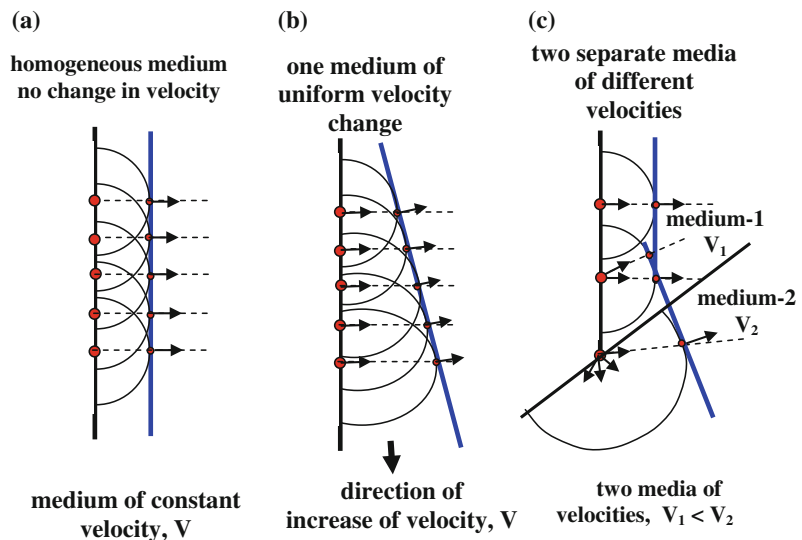 (a)
homogeneous medium
no change in velocity
medium of constant
velocity, V
(b)
one medium of
uniform velocity
change
direction of
increase of velocity, V
(c)
two separate media
of different
velocities
medium-1
V₁
medium-2
V₂
two media of
velocities, V₁ < V₂